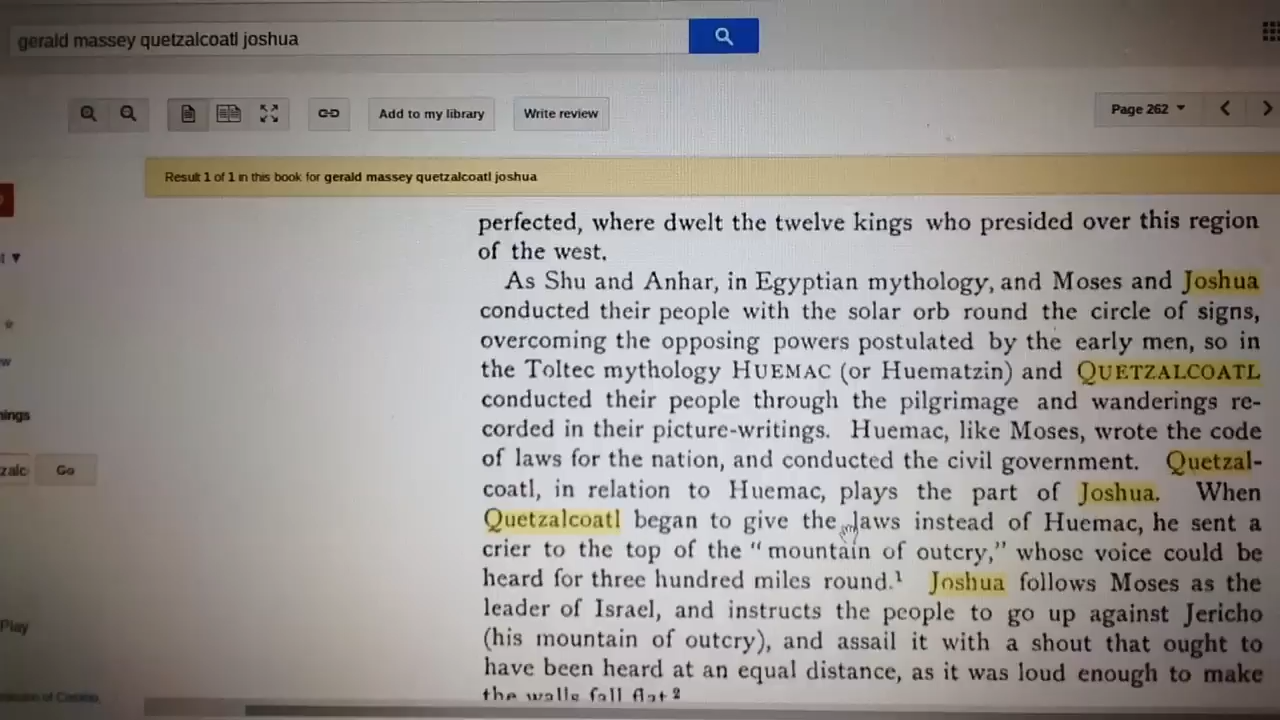 gerald massey quetzalcoatl joshua
Add to my library
Write review
Page 262
Result 1 of 1 in this book for gerald massey quetzalcoatl joshua
perfected, where dwelt the twelve kings who presided over this region
of the west.
As Shu and Anhar, in Egyptian mythology, and Moses and Joshua
conducted their people with the solar orb round the circle of signs,
overcoming the opposing powers postulated by the early men, so in
the Toltec mythology HUEMAC (or Huematzin) and QUETZALCOATL
conducted their people through the pilgrimage and wanderings re-
corded in their picture-writings. Huemac, like Moses, wrote the code
of laws for the nation, and conducted the civil government. Quetzal-
coatl, in relation to Huemac, plays the part of Joshua. When
Quetzalcoatl began to give the laws instead of Huemac, he sent a
crier to the top of the “mountain of outcry,” whose voice could be
heard for three hundred miles round.¹ Joshua follows Moses as the
leader of Israel, and instructs the people to go up against Jericho
(his mountain of outcry), and assail it with a shout that ought to
have been heard at an equal distance, as it was loud enough to make
the walls fall flat ²
zalc
Go
Play